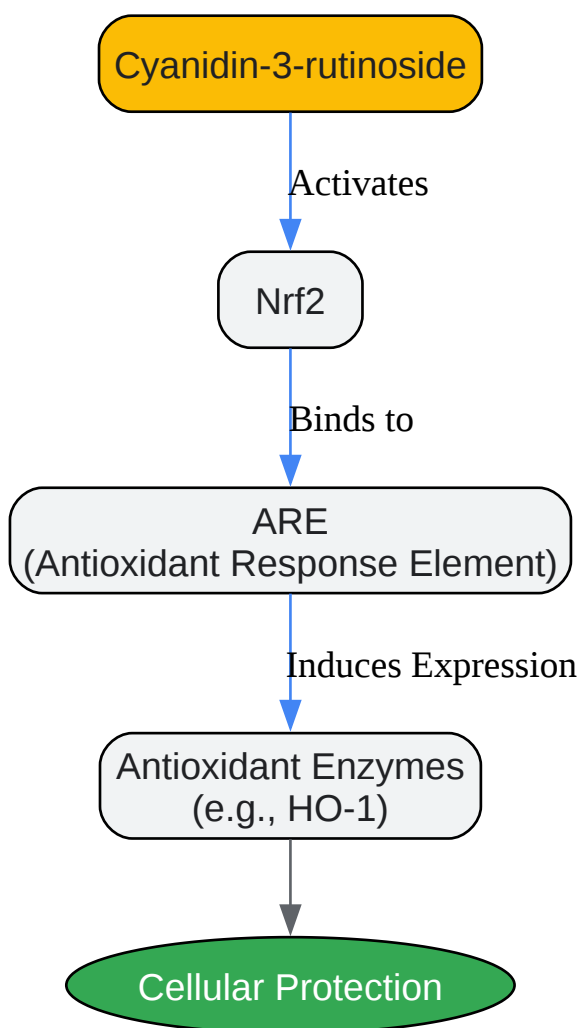 Cyanidin-3-rutinoside
Activates
Nrf2
Binds to
ARE
(Antioxidant Response Element)
Induces Expression
Antioxidant Enzymes
(e.g., HO-1)
Cellular Protection